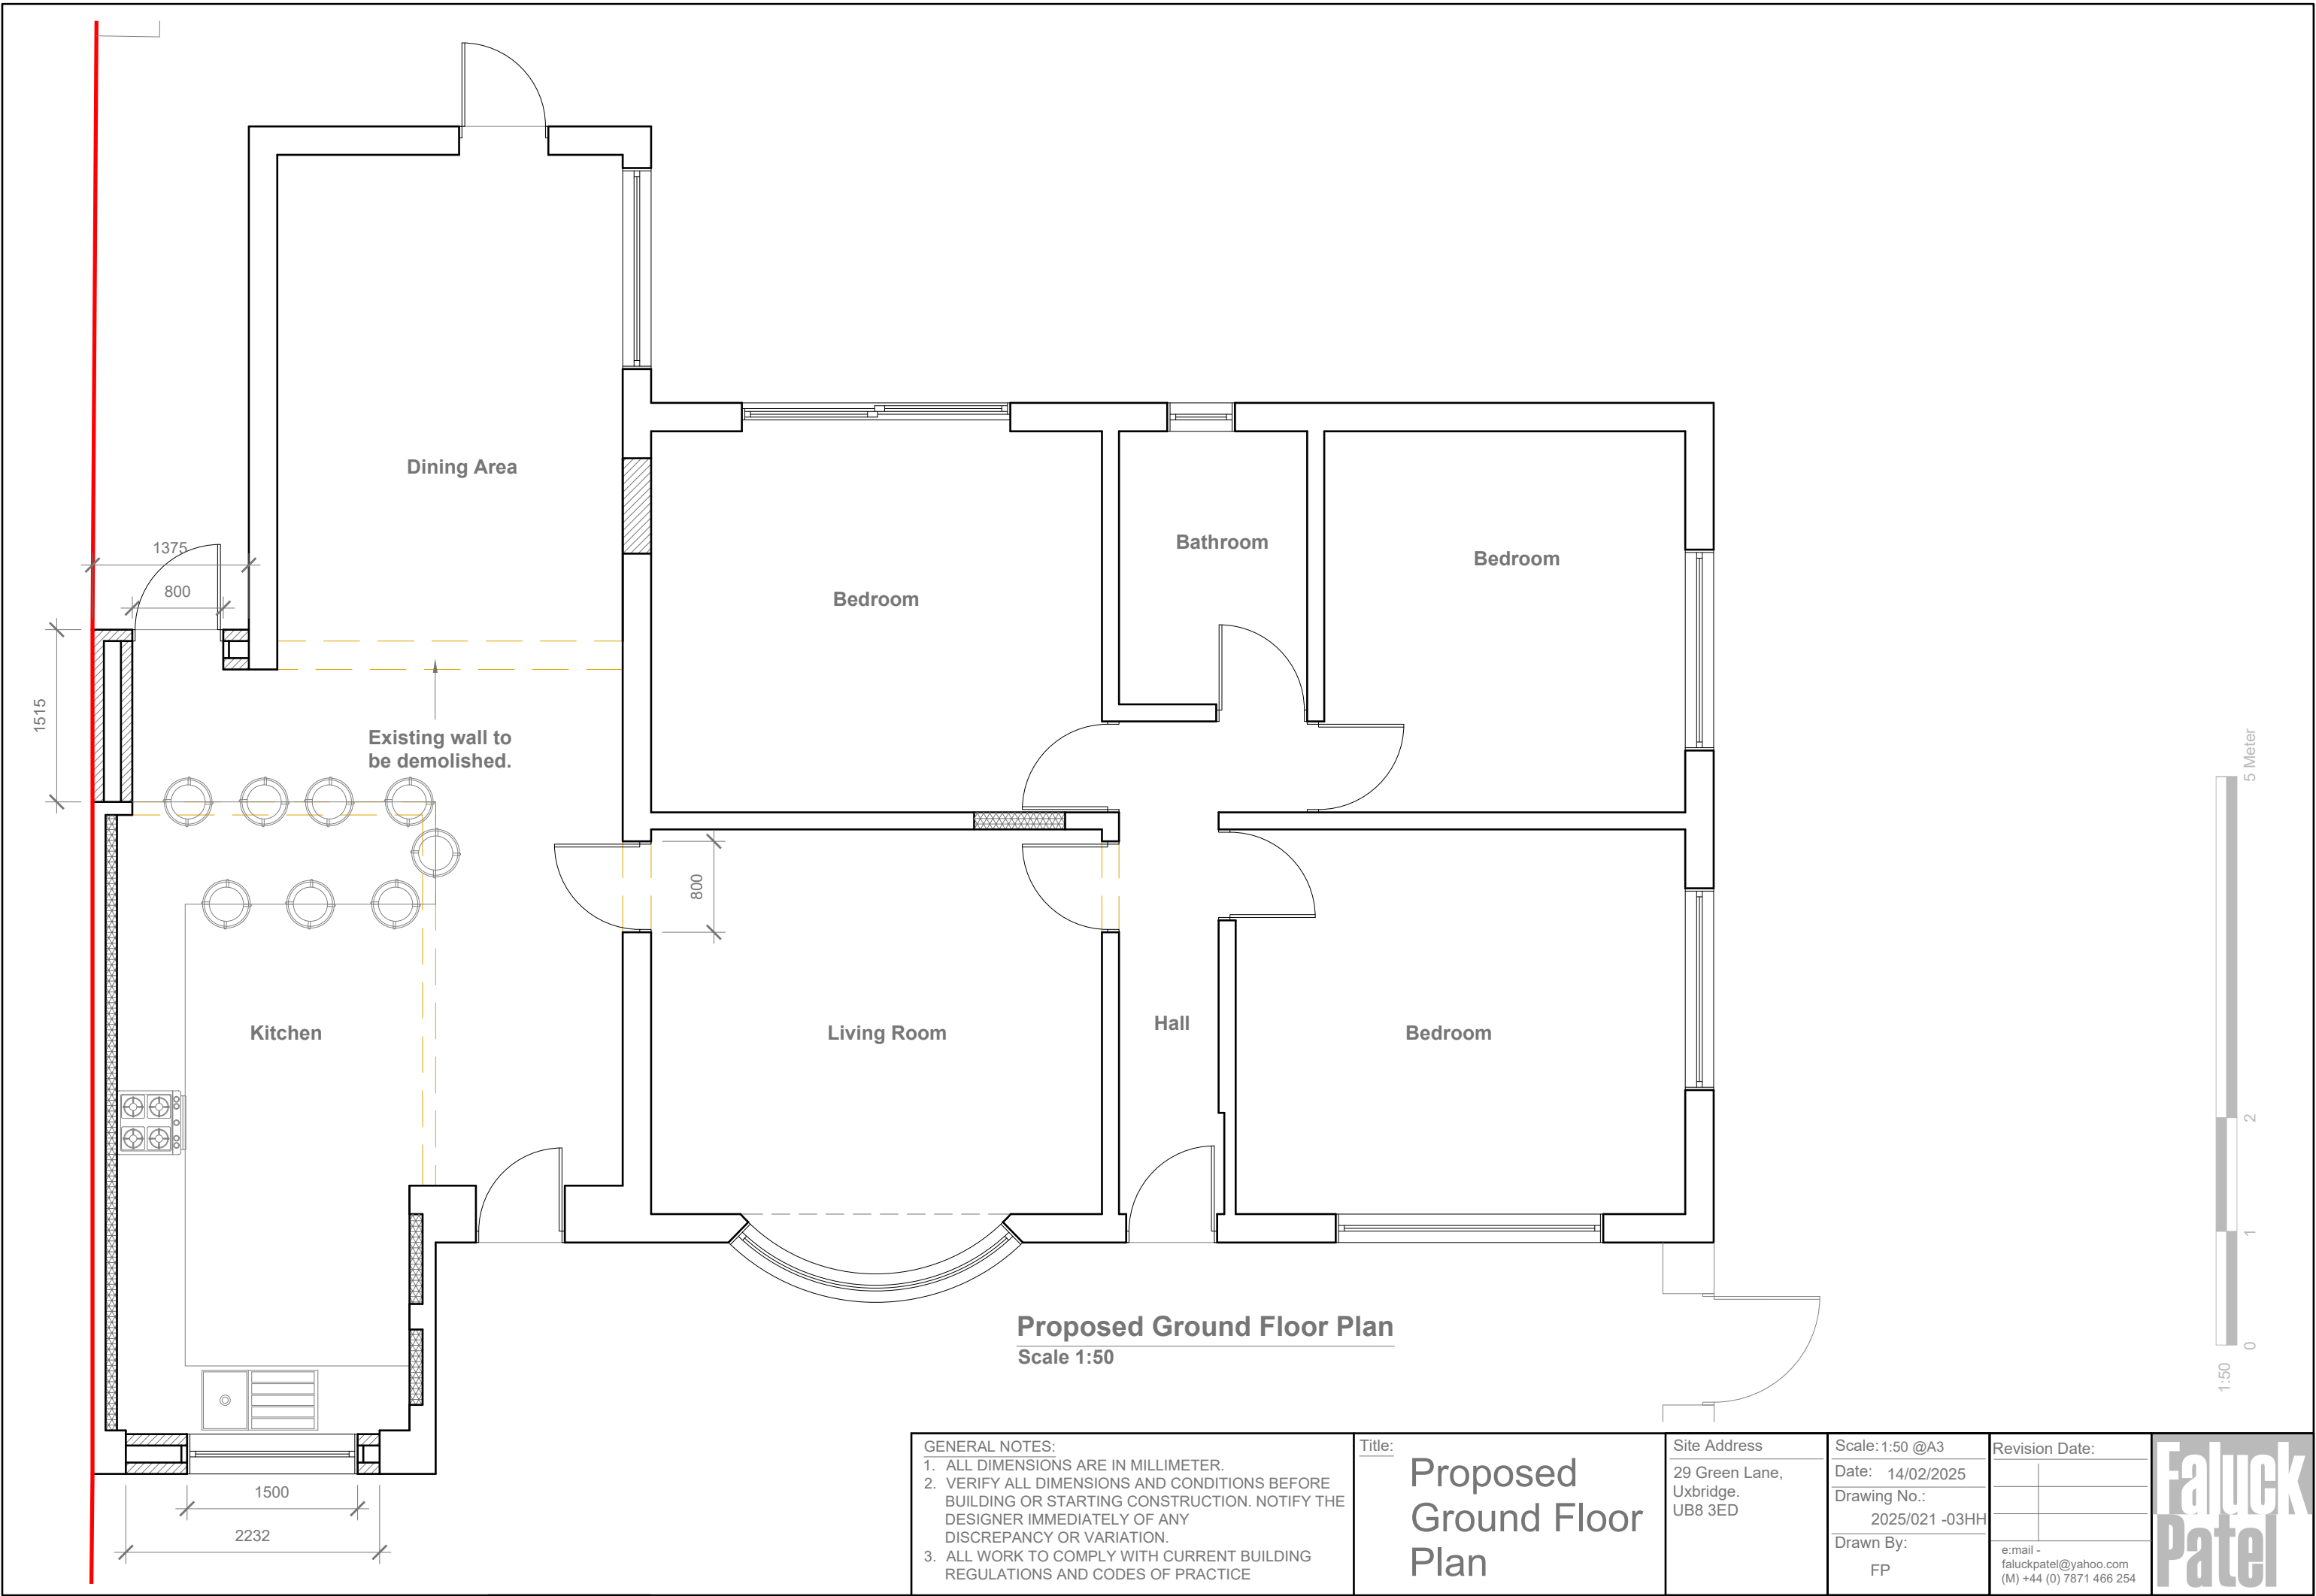 Dining Area
1375
800
Bathroom
Bedroom
Bedroom
1515
Existing wall to
be demolished.
5 Meter
800
Kitchen
Living Room
Hall
Bedroom
2
1
0
1:50
Proposed Ground Floor Plan
Scale 1:50
1500
2232
GENERAL NOTES:
1. ALL DIMENSIONS ARE IN MILLIMETER.
2. VERIFY ALL DIMENSIONS AND CONDITIONS BEFORE
BUILDING OR STARTING CONSTRUCTION. NOTIFY THE
DESIGNER IMMEDIATELY OF ANY
DISCREPANCY OR VARIATION.
3. ALL WORK TO COMPLY WITH CURRENT BUILDING
REGULATIONS AND CODES OF PRACTICE
Title:
Proposed
Ground Floor
Plan
Site Address
29 Green Lane,
Uxbridge.
UB8 3ED
Scale: 1:50 @A3
Date: 14/02/2025
Drawing No.:
2025/021 -03HH
Drawn By:
FP
Revision Date:
e:mail -
faluckpatel@yahoo.com
(M) +44 (0) 7871 466 254
Faluck
Patel